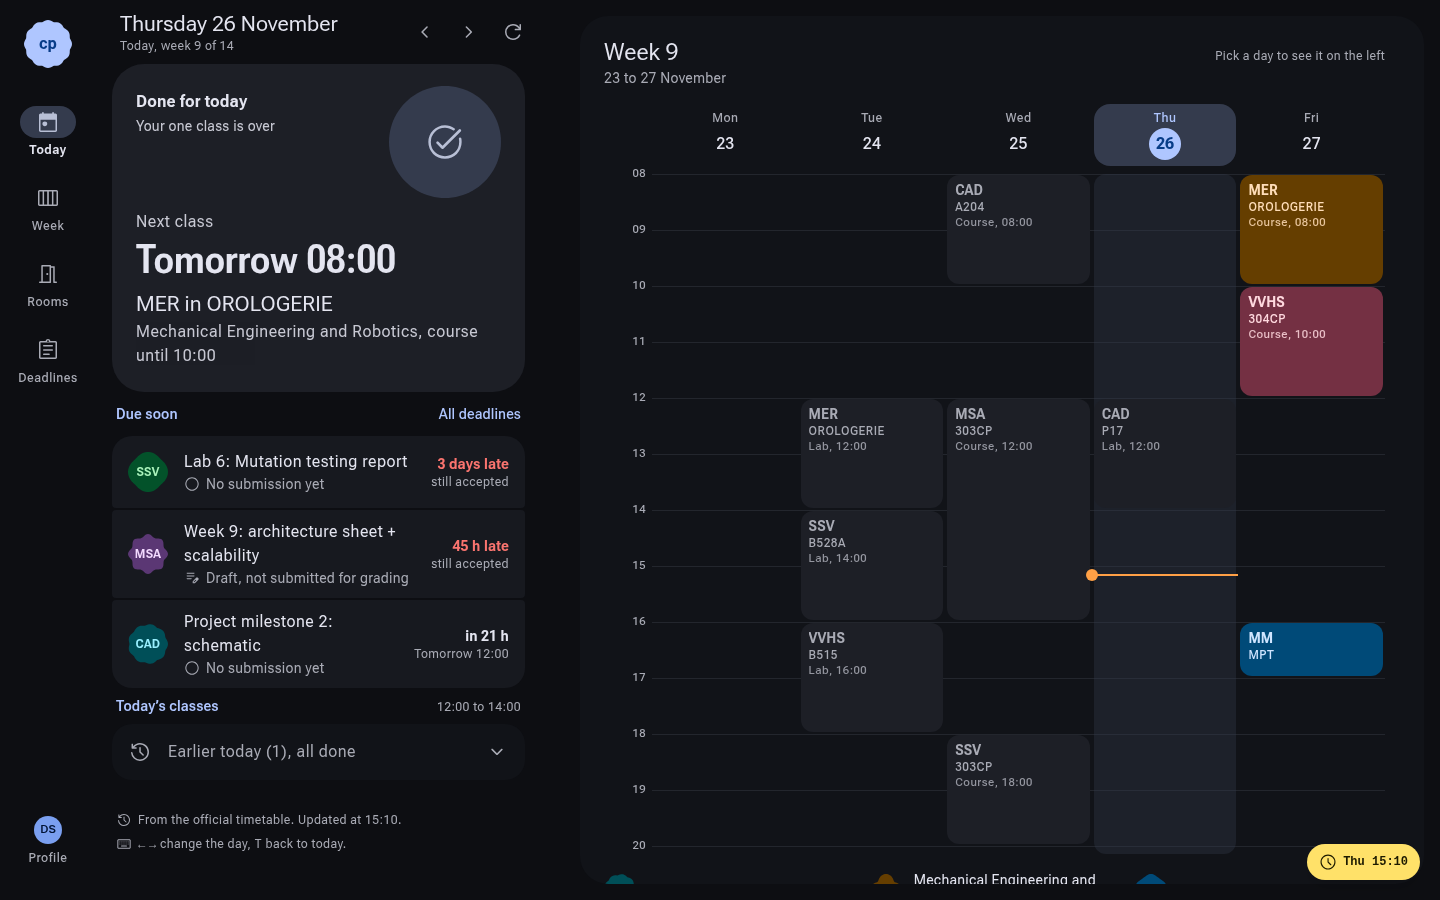 cp
Today
Week
Rooms
Deadlines
DS
Profile
Thursday 26 November
Today, week 9 of 14
Done for today
Your one class is over
Next class
Tomorrow 08:00
MER in OROLOGERIE
Mechanical Engineering and Robotics, course
until 10:00
Due soon
All deadlines
SSV
Lab 6: Mutation testing report
No submission yet
3 days late
still accepted
MSA
Week 9: architecture sheet +
scalability
Draft, not submitted for grading
45 h late
still accepted
CAD
Project milestone 2:
schematic
No submission yet
in 21 h
Tomorrow 12:00
Today's classes
12:00 to 14:00
Earlier today (1), all done
From the official timetable. Updated at 15:10.
←→ change the day, T back to today.
Week 9
23 to 27 November
Pick a day to see it on the left
Mon
23
Tue
24
Wed
25
Thu
26
Fri
27
08
09
10
11
12
13
14
15
16
17
18
19
20
MER
OROLOGERIE
Lab, 12:00
SSV
B528A
Lab, 14:00
VVHS
B515
Lab, 16:00
CAD
A204
Course, 08:00
MSA
303CP
Course, 12:00
SSV
303CP
Course, 18:00
CAD
P17
Lab, 12:00
MER
OROLOGERIE
Course, 08:00
VVHS
304CP
Course, 10:00
MM
MPT
Mechanical Engineering and
Thu 15:10